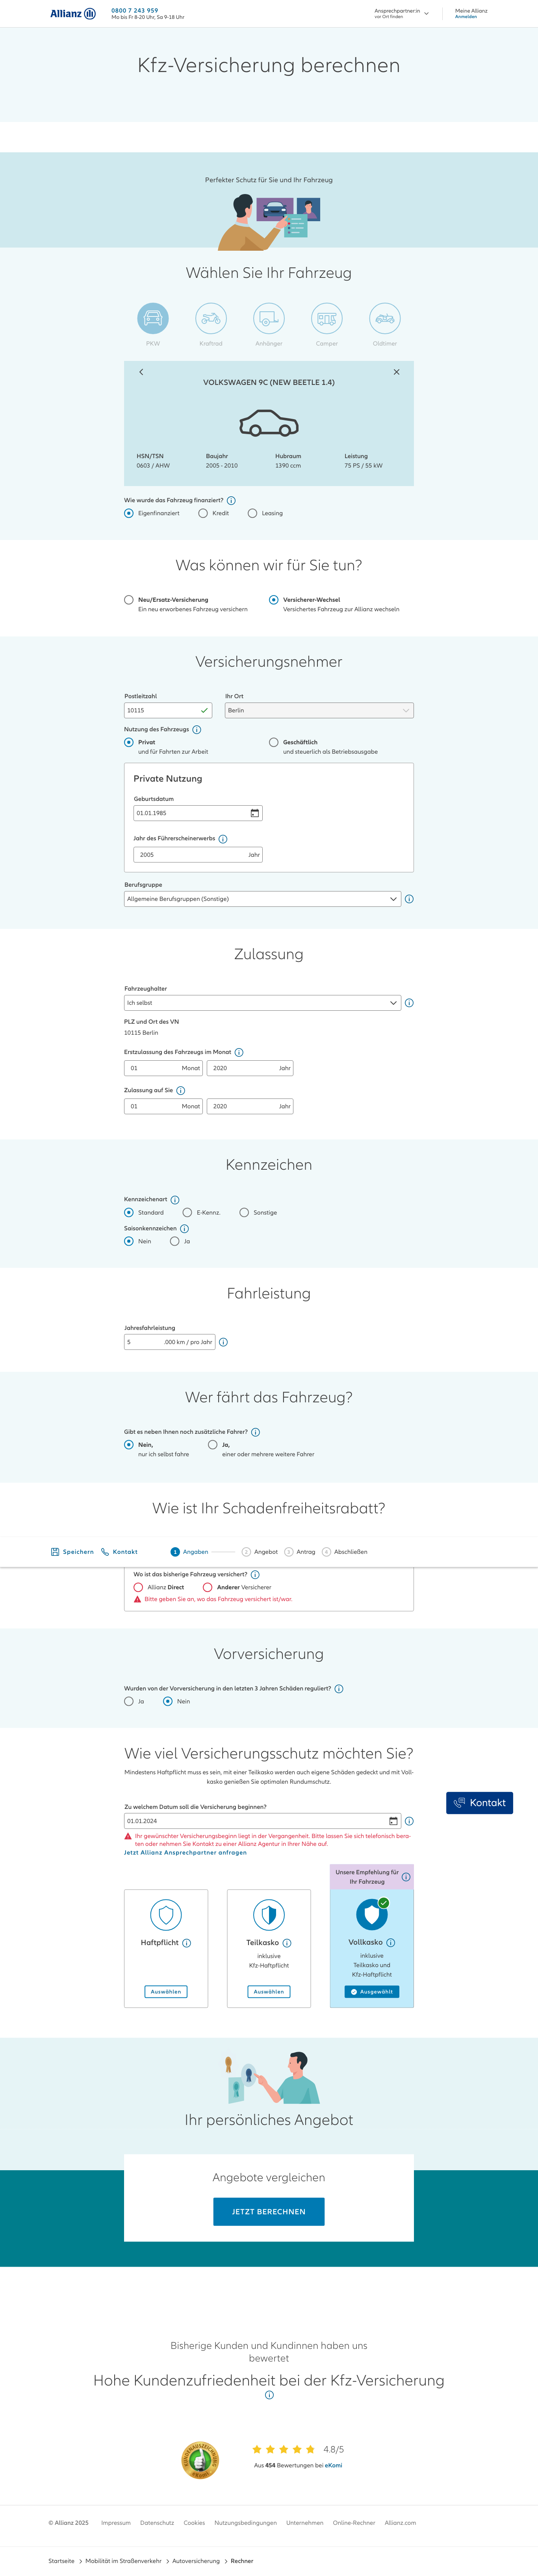 Allianz
0800 7 243 959
Mo bis Fr 8-20 Uhr, Sa 9-18 Uhr
Ansprechpartner:in
vor Ort finden
Meine Allianz
Anmelden
Kfz-Versicherung berechnen
Perfekter Schutz für Sie und Ihr Fahrzeug
Wählen Sie Ihr Fahrzeug
PKW
Kraftrad
Anhänger
Camper
Oldtimer
VOLKSWAGEN 9C (NEW BEETLE 1.4)
HSN/TSN
Baujahr
Hubraum
Leistung
0603 / AHW
2005 - 2010
1390 ccm
75 PS / 55 kW
Wie wurde das Fahrzeug finanziert?
Eigenfinanziert
Kredit
Leasing
Was können wir für Sie tun?
Neu/Ersatz-Versicherung
Ein neu erworbenes Fahrzeug versichern
Versicherer-Wechsel
Versichertes Fahrzeug zur Allianz wechseln
Versicherungsnehmer
Postleitzahl
Ihr Ort
10115
Berlin
Nutzung des Fahrzeugs
Privat
und für Fahrten zur Arbeit
Geschäftlich
und steuerlich als Betriebsausgabe
Private Nutzung
Geburtsdatum
01.01.1985
Jahr des Führerscheinerwerbs
2005 Jahr
Berufsgruppe
Allgemeine Berufsgruppen (Sonstige)
Zulassung
Fahrzeughalter
Ich selbst
PLZ und Ort des VN
10115 Berlin
Erstzulassung des Fahrzeugs im Monat
01 Monat
2020 Jahr
Zulassung auf Sie
01 Monat
2020 Jahr
Kennzeichen
Kennzeichenart
Standard
E-Kennz.
Sonstige
Saisonkennzeichen
Nein
Ja
Fahrleistung
Jahresfahrleistung
5 .000 km / pro Jahr
Wer fährt das Fahrzeug?
Gibt es neben Ihnen noch zusätzliche Fahrer?
Nein,
nur ich selbst fahre
Ja,
einer oder mehrere weitere Fahrer
Wie ist Ihr Schadenfreiheitsrabatt?
Speichern
Kontakt
1 Angaben
2 Angebot
3 Antrag
4 Abschließen
Wo ist das bisherige Fahrzeug versichert?
Allianz Direct
Anderer Versicherer
Bitte geben Sie an, wo das Fahrzeug versichert ist/war.
Vorversicherung
Wurden von der Vorversicherung in den letzten 3 Jahren Schäden reguliert?
Ja
Nein
Wie viel Versicherungsschutz möchten Sie?
Mindestens Haftpflicht muss es sein, mit einer Teilkasko werden auch eigene Schäden gedeckt und mit Voll-
kasko genießen Sie optimalen Rundumschutz.
Kontakt
Zu welchem Datum soll die Versicherung beginnen?
01.01.2024
Ihr gewünschter Versicherungsbeginn liegt in der Vergangenheit. Bitte lassen Sie sich telefonisch bera-
ten oder nehmen Sie Kontakt zu einer Allianz Agentur in Ihrer Nähe auf.
Jetzt Allianz Ansprechpartner anfragen
Unsere Empfehlung für
Ihr Fahrzeug
Haftpflicht
Auswählen
Teilkasko
inklusive
Kfz-Haftpflicht
Auswählen
Vollkasko
inklusive
Teilkasko und
Kfz-Haftpflicht
Ausgewählt
Ihr persönliches Angebot
Angebote vergleichen
JETZT BERECHNEN
Bisherige Kunden und Kundinnen haben uns
bewertet
Hohe Kundenzufriedenheit bei der Kfz-Versicherung
4.8/5
Aus 454 Bewertungen bei eKomi
© Allianz 2025
Impressum
Datenschutz
Cookies
Nutzungsbedingungen
Unternehmen
Online-Rechner
Allianz.com
Startseite
Mobilität im Straßenverkehr
Autoversicherung
Rechner